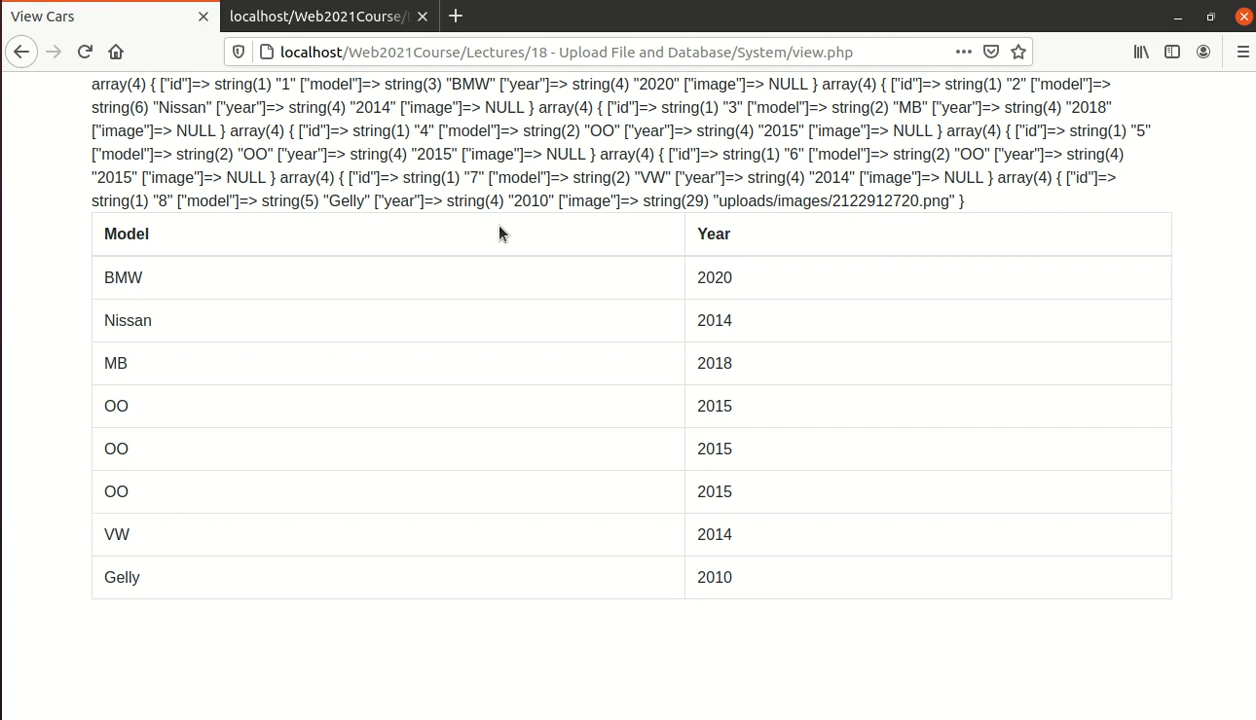 View Cars
localhost/Web2021Course/
localhost/Web2021Course/Lectures/18 - Upload File and Database/System/view.php
array(4) { ["id"]=> string(1) "1" ["model"]=> string(3) "BMW" ["year"]=> string(4) "2020" ["image"]=> NULL } array(4) { ["id"]=> string(1) "2" ["model"]=>
string(6) "Nissan" ["year"]=> string(4) "2014" ["image"]=> NULL } array(4) { ["id"]=> string(1) "3" ["model"]=> string(2) "MB" ["year"]=> string(4) "2018"
["image"]=> NULL } array(4) { ["id"]=> string(1) "4" ["model"]=> string(2) "OO" ["year"]=> string(4) "2015" ["image"]=> NULL } array(4) { ["id"]=> string(1) "5"
["model"]=> string(2) "OO" ["year"]=> string(4) "2015" ["image"]=> NULL } array(4) { ["id"]=> string(1) "6" ["model"]=> string(2) "OO" ["year"]=> string(4)
"2015" ["image"]=> NULL } array(4) { ["id"]=> string(1) "7" ["model"]=> string(2) "VW" ["year"]=> string(4) "2014" ["image"]=> NULL } array(4) { ["id"]=>
string(1) "8" ["model"]=> string(5) "Gelly" ["year"]=> string(4) "2010" ["image"]=> string(29) "uploads/images/2122912720.png" }
Model Year
BMW 2020
Nissan 2014
MB 2018
OO 2015
OO 2015
OO 2015
VW 2014
Gelly 2010